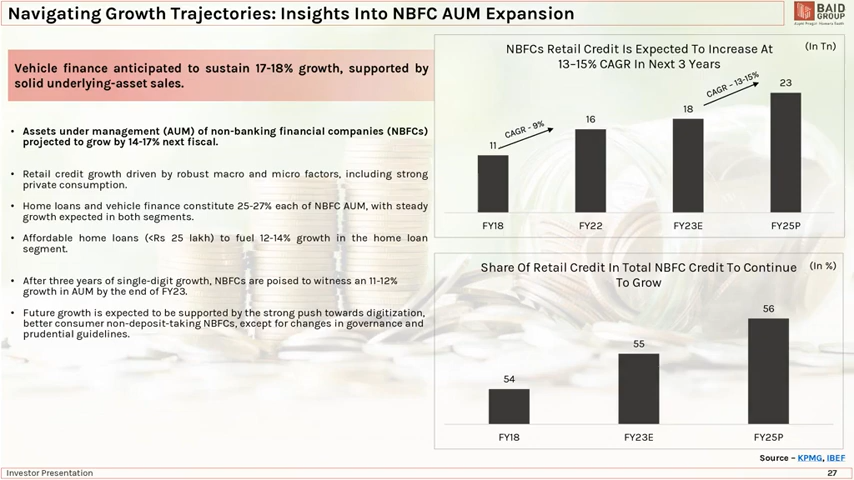 Navigating Growth Trajectories: Insights Into NBFC AUM Expansion
BAID
GROUP
Vehicle finance anticipated to sustain 17-18% growth, supported by
solid underlying-asset sales.
• Assets under management (AUM) of non-banking financial companies (NBFCs)
projected to grow by 14-17% next fiscal.
• Retail credit growth driven by robust macro and micro factors, including strong
private consumption.
• Home loans and vehicle finance constitute 25-27% each of NBFC AUM, with steady
growth expected in both segments.
• Affordable home loans (<Rs 25 lakh) to fuel 12-14% growth in the home loan
segment.
• After three years of single-digit growth, NBFCs are poised to witness an 11-12%
growth in AUM by the end of FY23.
• Future growth is expected to be supported by the strong push towards digitization,
better consumer non-deposit-taking NBFCs, except for changes in governance and
prudential guidelines.
NBFCs Retail Credit Is Expected To Increase At
13–15% CAGR In Next 3 Years
(In Tn)
11
CAGR - 9%
16
18
CAGR – 13-15%
23
FY18
FY22
FY23E
FY25P
Share Of Retail Credit In Total NBFC Credit To Continue
To Grow
(In %)
54
55
56
FY18
FY23E
FY25P
Source – KPMG, IBEF
Investor Presentation
27